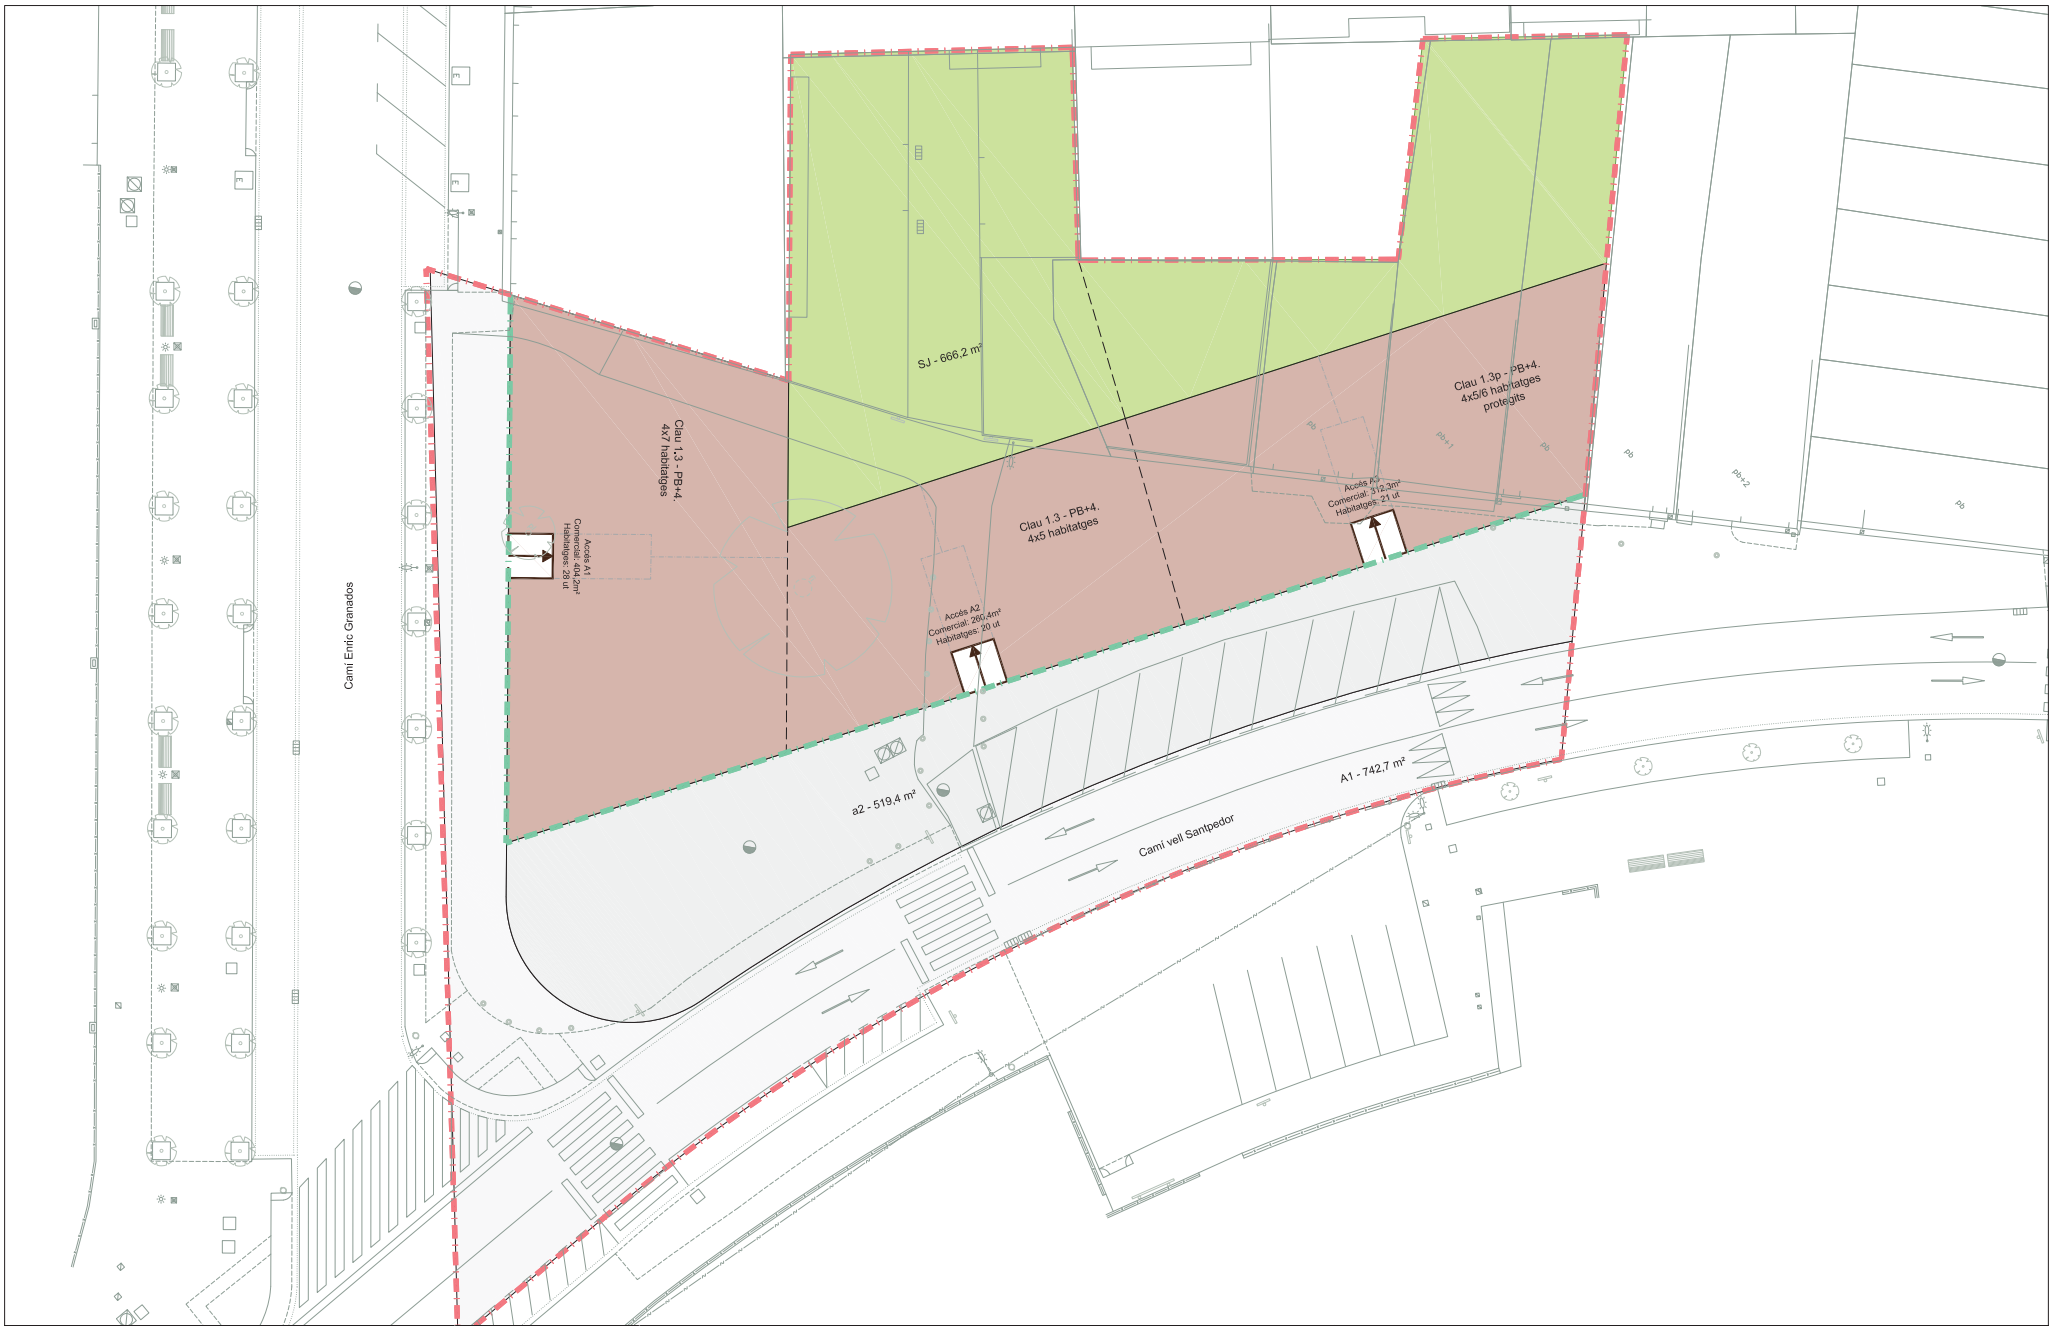 E
E
E
SJ - 666,2 m²
Clau 1.3p - PB+4.
4x5/6 habitatges
protegits
Clau 1.3 - PB+4.
4x7 habitatges
pb
pb+1
pb
pb
pb+2
pb
Accés A3
Comercial: 312,3m²
Habitatges: 21 ut
Clau 1.3 - PB+4.
4x5 habitatges
Accés A1
Comercial: 404,2m²
Habitatges: 28 ut
Camí Enric Granados
Accés A2
Comercial: 260,4m²
Habitatges: 20 ut
A1 - 742,7 m²
a2 - 519,4 m²
Camí vell Santpedor